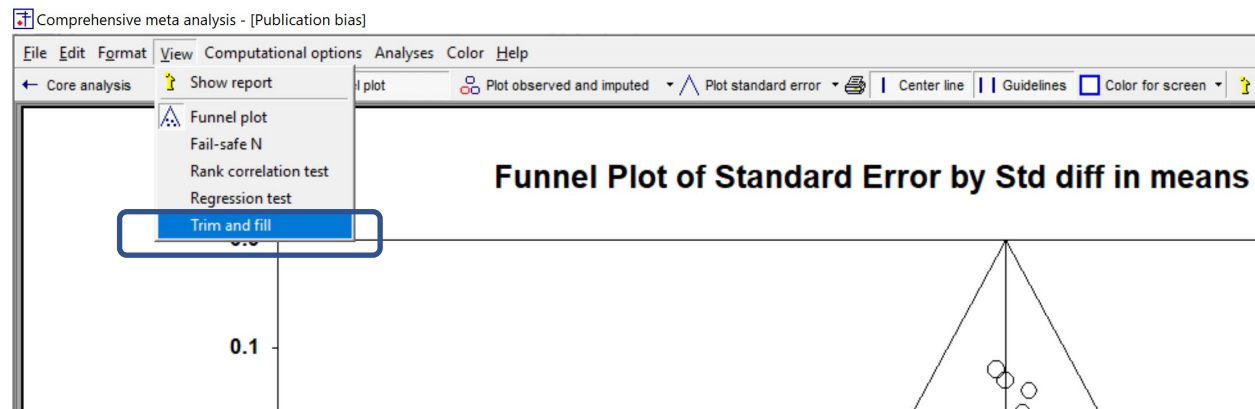 Comprehensive meta analysis - [Publication bias]
File Edit Format View Computational options Analyses Color Help
← Core analysis plot Plot observed and imputed Plot standard error Center line Guidelines Color for screen
Show report
Funnel plot
Fail-safe N
Rank correlation test
Regression test
Trim and fill
Funnel Plot of Standard Error by Std diff in means
0.1